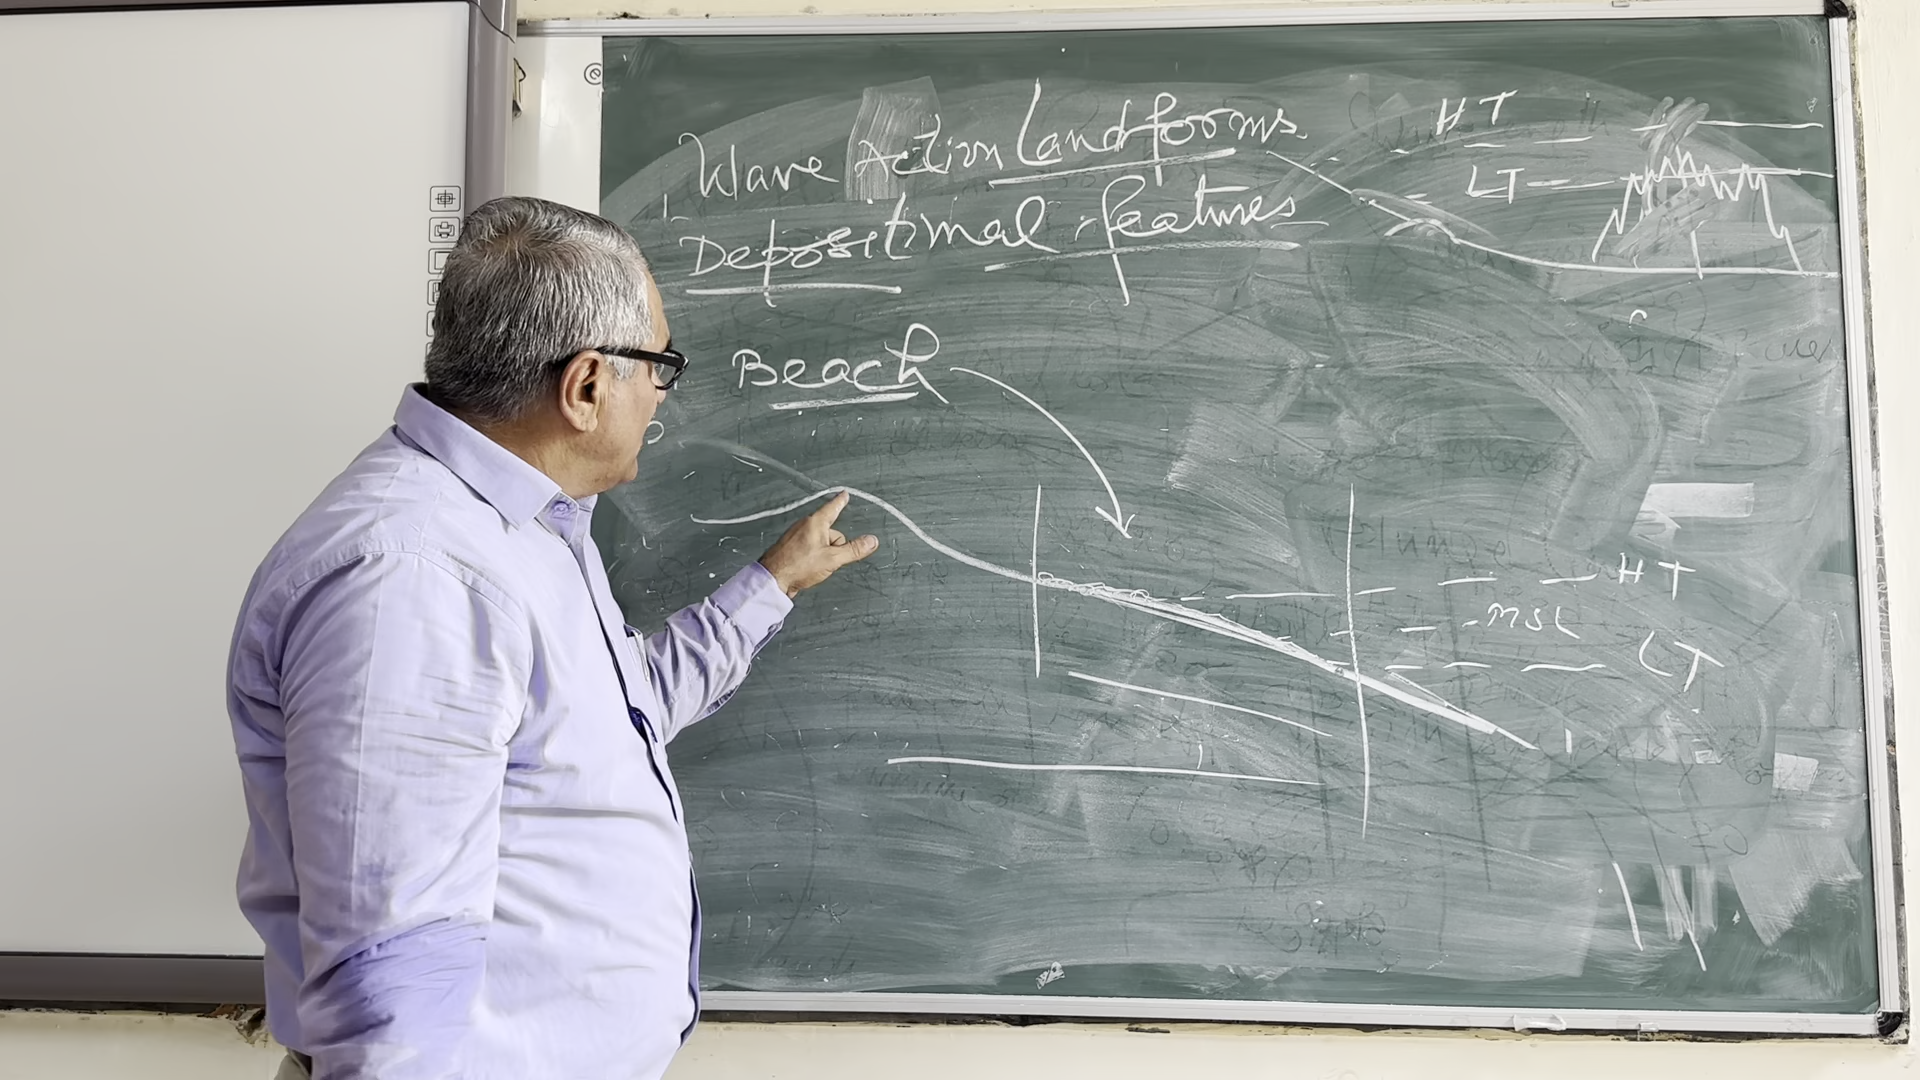 Wave Action Landforms
Depositional features
HT
LT
Beach
HT
MSL
LT